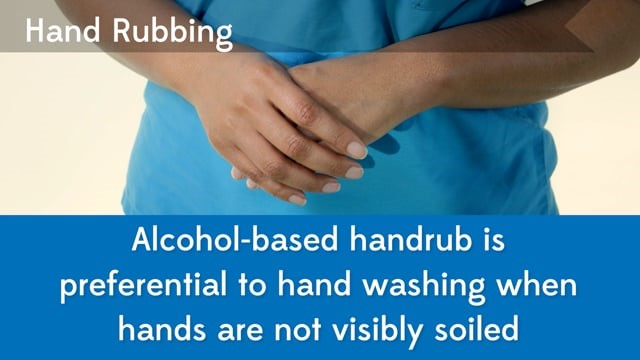 Hand Rubbing
Alcohol-based handrub is
preferential to hand washing when
hands are not visibly soiled